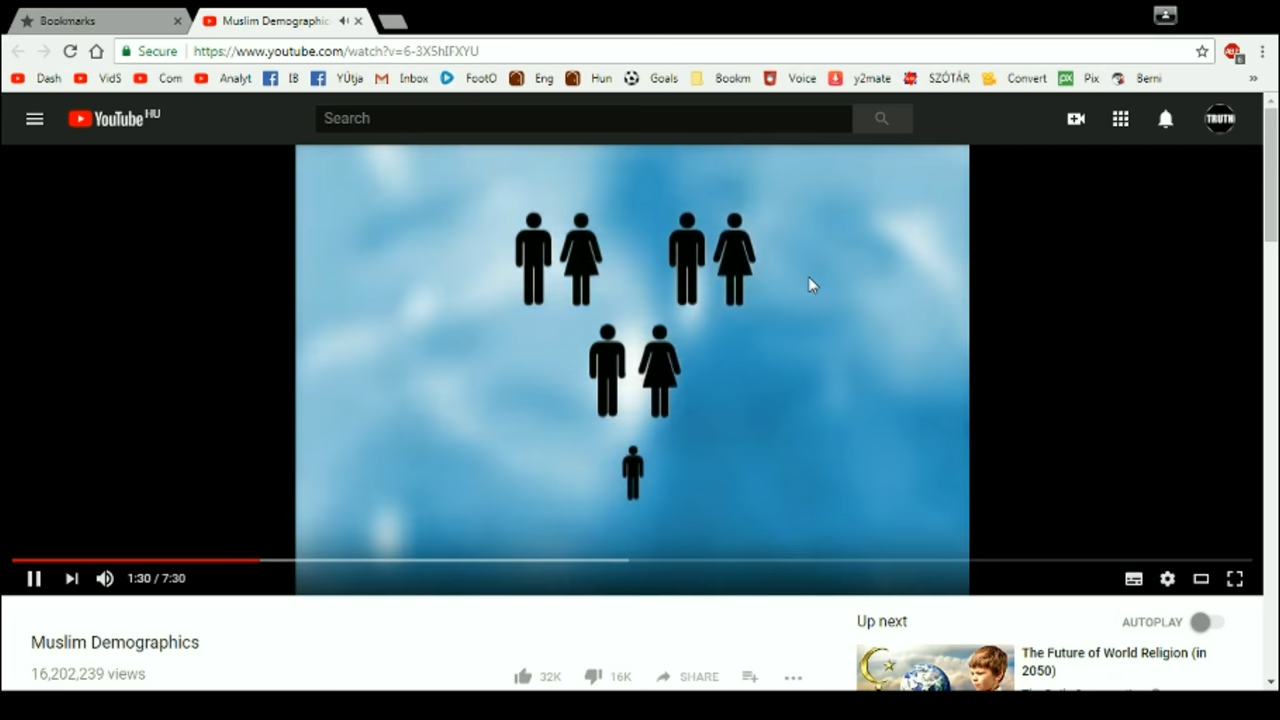 Bookmarks
Muslim Demographic
Secure
https://www.youtube.com/watch?v=6-3X5hIFXYU
Dash VidS Com Analyt IB YÚtja Inbox FootO Eng Hun Goals Bookm Voice y2mate SZÓTÁR Convert Pix Berni
YouTube HU
Search
TRUTH
1:30 / 7:30
Up next
AUTOPLAY
Muslim Demographics
The Future of World Religion (in
2050)
16,202,239 views
32K
16K
SHARE